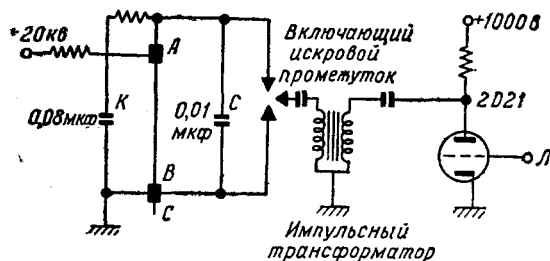 +20кв
A
K
0,08мкф
0,01
мкф
C
B
C
Включающий
искровой
промежуток
+1000в
2D21
Л
Импульсный
трансформатор